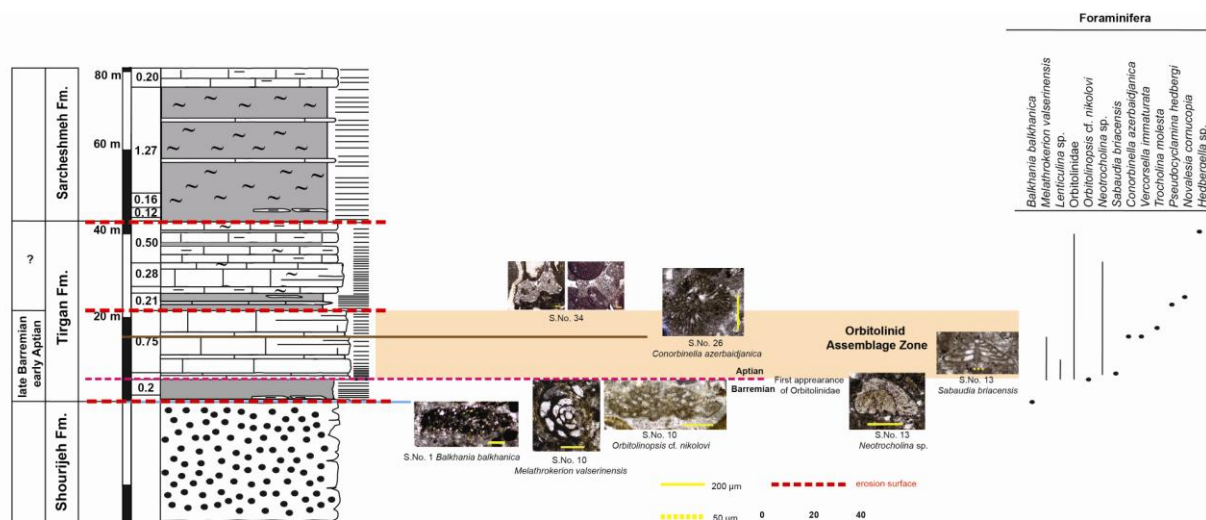 Foraminifera
Balkhania balkhanica
Melathrokerion valserinensis
Lenticulina sp.
Orbitolinidae
Orbitolinopsis cf. nikolovi
Neotrocholina sp.
Sabaudia briacensis
Conorbinella azerbaidjanica
Vercorsella immaturata
Trocholina molesta
Pseudocyclamina hedbergi
Novalesia cornucopia
Hedbergella sp.
Sarcheshmeh Fm.
80 m
0.20
60 m
1.27
0.16
0.12
?
Tirgan Fm.
40 m
0.50
0.28
0.21
late Barremian
early Aptian
20 m
0.75
0.2
Shourijeh Fm.
S.No. 34
S.No. 26
Conorbinella azerbaidjanica
Orbitolinid
Assemblage Zone
S.No. 13
Sabaudia briacensis
Aptian
Barremian
First appearance
of Orbitolinidae
S.No. 13
Neotrocholina sp.
S.No. 10
Orbitolinopsis cf. nikolovi
S.No. 1 Balkhania balkhanica
S.No. 10
Melathrokerion valserinensis
200 µm
erosion surface
50 µm
0 20 40